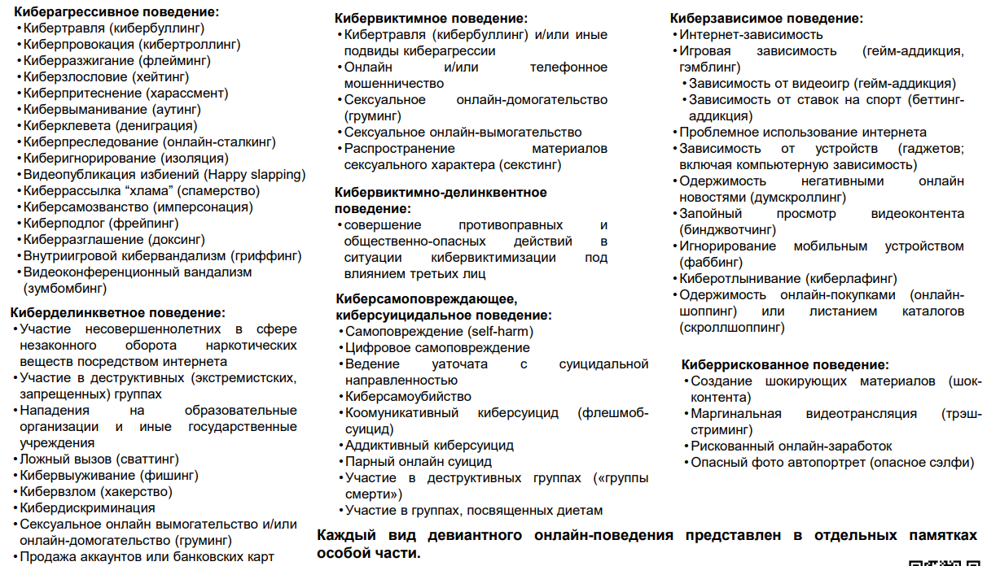 Киберагрессивное поведение:
• Кибертравля (кибербуллинг)
• Киберпровокация (кибертроллинг)
• Киберразжигание (флейминг)
• Киберзлословие (хейтинг)
• Киберпритеснение (харассмент)
• Кибервыманивание (аутинг)
• Киберклевета (денигрaция)
• Киберпреследование (онлайн-сталкинг)
• Кибeригнорирование (изоляция)
• Видеопубликация избиений (Happy slapping)
• Киберрассылка “хлама” (спамерство)
• Киберсамозванство (имперсонация)
• Киберподлог (фрейпинг)
• Киберразглашение (доксинг)
• Внутриигровой кибервандализм (гриффинг)
• Видеоконференционный вандализм
(зумбомбинг)
Киберделинкветное поведение:
• Участие несовершеннолетних в сфере
незаконного оборота наркотических
веществ посредством интернета
• Участие в деструктивных (экстремистских,
запрещенных) группах
• Нападения на образовательные
организации и иные государственные
учреждения
• Ложный вызов (сваттинг)
• Кибервыуживание (фишинг)
• Кибервзлом (хакерство)
• Кибердискриминация
• Сексуальное онлайн вымогательство и/или
онлайн-домогательство (груминг)
• Продажа аккаунтов или банковских карт
Кибервиктимное поведение:
• Кибертравля (кибербуллинг) и/или иные
подвиды киберагрессии
• Онлайн и/или телефонное
мошенничество
• Сексуальное онлайн-домогательство
(груминг)
• Сексуальное онлайн-вымогательство
• Распространение материалов
сексуального характера (секстинг)
Кибервиктимно-делинквентное
поведение:
• совершение противоправных и
общественно-опасных действий в
ситуации кибервиктимизации под
влиянием третьих лиц
Киберсамоповреждающее,
киберсуицидальное поведение:
• Самоповреждение (self-harm)
• Цифровое самоповреждение
• Ведение уаточата с суицидальной
направленностью
• Киберсамоубийство
• Коомуникативный киберсуицид (флешмоб-
суицид)
• Аддиктивный киберсуицид
• Парный онлайн суицид
• Участие в деструктивных группах («группы
смерти»)
• Участие в группах, посвященных диетам
Киберзависимое поведение:
• Интернет-зависимость
• Игровая зависимость (гейм-аддикция,
гэмблинг)
• Зависимость от видеоигр (гейм-аддикция)
• Зависимость от ставок на спорт (беттинг-
аддикция)
• Проблемное использование интернета
• Зависимость от устройств (гаджетов;
включая компьютерную зависимость)
• Одержимость негативными онлайн
новостями (думскроллинг)
• Запойный просмотр видеоконтента
(бинджвотчинг)
• Игнорирование мобильным устройством
(фаббинг)
• Киберотлынивание (киберлафинг)
• Одержимость онлайн-покупками (онлайн-
шоппинг) или листанием каталогов
(скроллшоппинг)
Киберрискованное поведение:
• Создание шокирующих материалов (шок-
контента)
• Маргинальная видеотрансляция (трэш-
стриминг)
• Рискованный онлайн-заработок
• Опасный фото автопортрет (опасное сэлфи)
Каждый вид девиантного онлайн-поведения представлен в отдельных памятках
особой части.